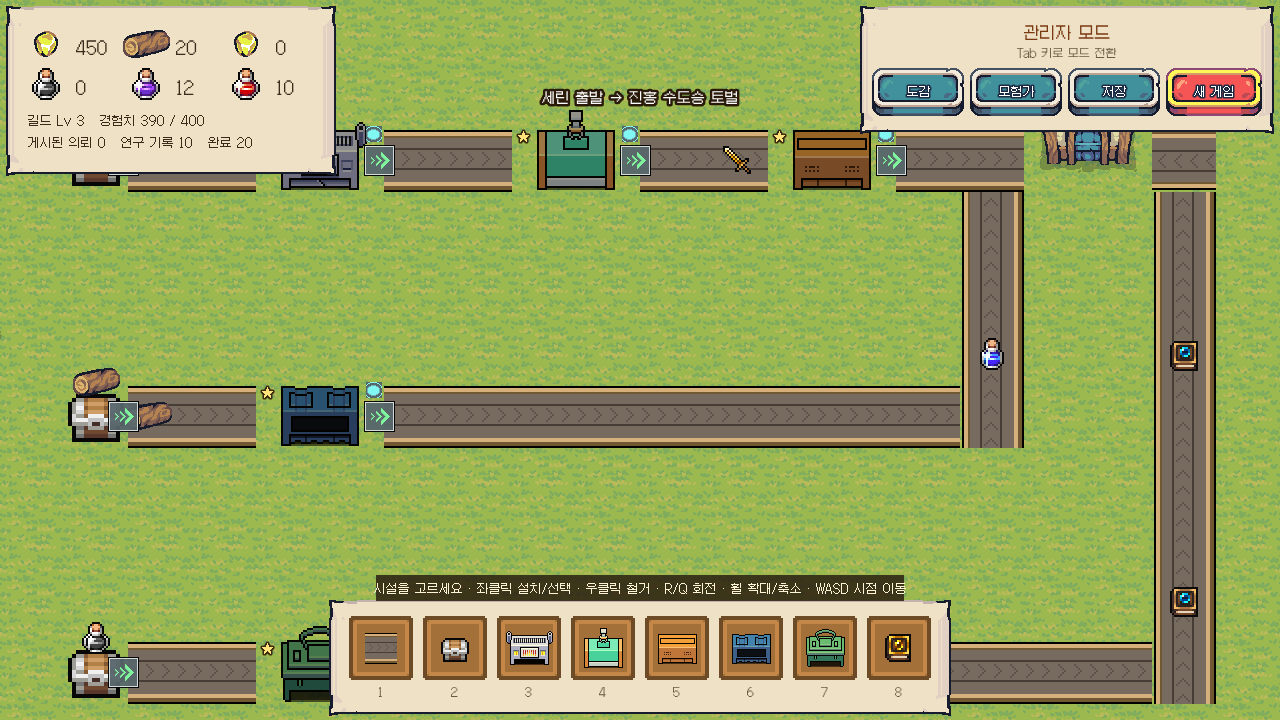 450 20 0
0 12 10
길드 Lv 3 경험치 390 / 400
게시된 의뢰 0 연구 기록 10 완료 20
관리자 모드
Tab 키로 모드 전환
도감 모험가 저장 새 게임
세린 출발 → 진홍 수도승 토벌
시설을 고르세요 · 좌클릭 설치/선택 · 우클릭 철거 · R/Q 회전 · 휠 확대/축소 · WASD 시점 이동
1 2 3 4 5 6 7 8